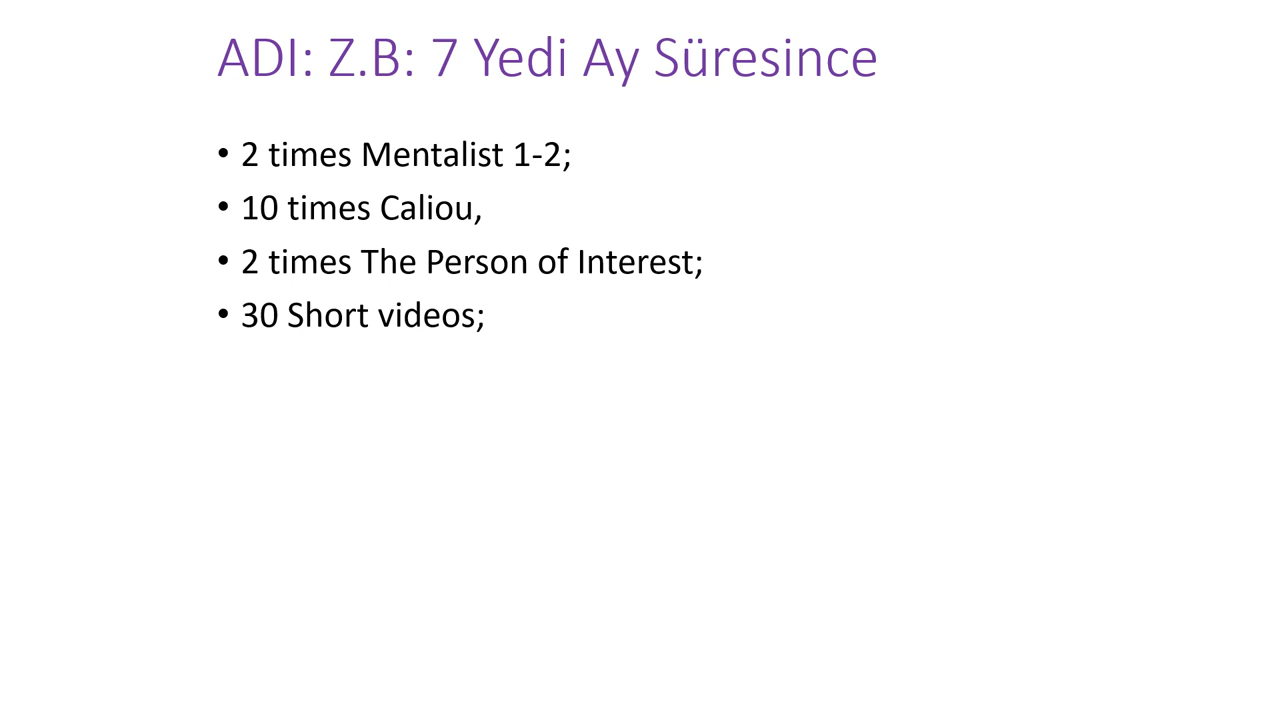 ADI: Z.B: 7 Yedi Ay Süresince
• 2 times Mentalist 1-2;
• 10 times Caliou,
• 2 times The Person of Interest;
• 30 Short videos;